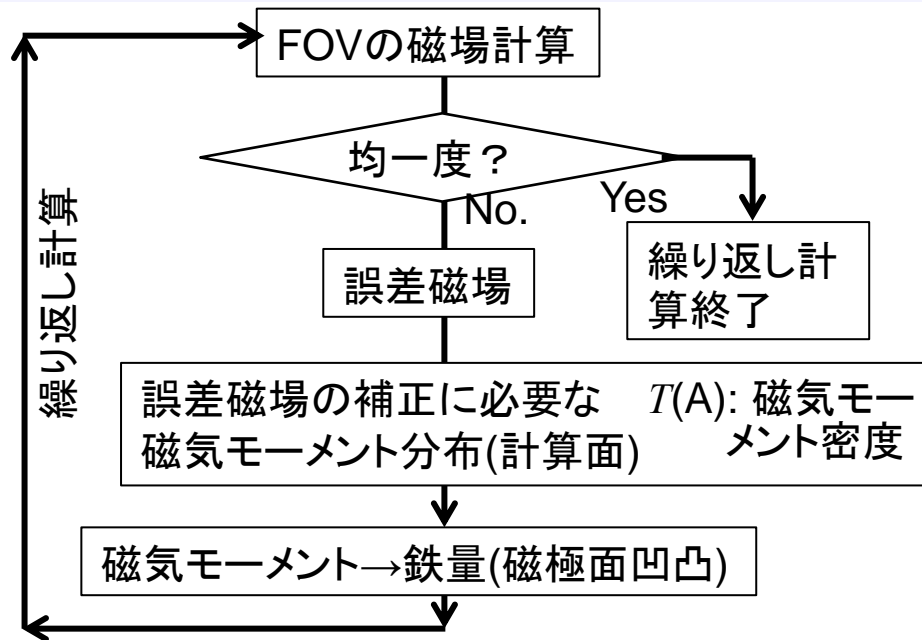 FOVの磁場計算
均一度?
No.
Yes
誤差磁場
繰り返し計
算終了
繰り返し計算
誤差磁場の補正に必要な
磁気モーメント分布(計算面)
T(A): 磁気モー
メント密度
磁気モーメント→鉄量(磁極面凹凸)